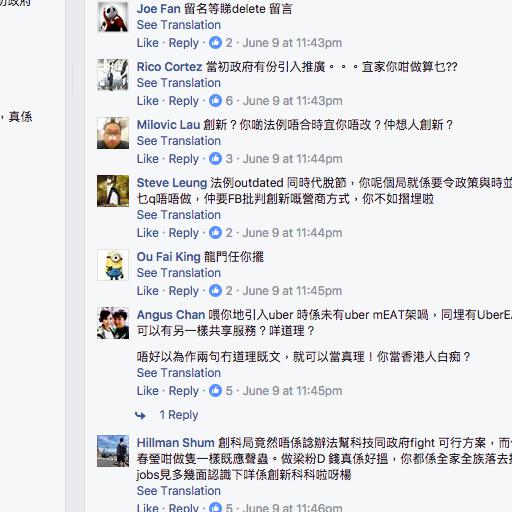 初政府
，真係
Joe Fan 留名等睇delete 留言
See Translation
Like · Reply · 2 · June 9 at 11:43pm
Rico Cortez 當初政府有份引入推廣。。。宜家你咁做算乜??
See Translation
Like · Reply · 6 · June 9 at 11:43pm
Milovic Lau 創新？你啲法例唔合時宜你唔改？仲想人創新？
See Translation
Like · Reply · 3 · June 9 at 11:44pm
Steve Leung 法例outdated 同時代脫節，你呢個局就係要令政策與時並
乜q唔唔做，仲要FB批判創新嘅營商方式，你不如摺埋啦
See Translation
Like · Reply · 2 · June 9 at 11:44pm
Ou Fai King 龍門任你擺
See Translation
Like · Reply · 2 · June 9 at 11:45pm
Angus Chan 喂你地引入uber 時係未有uber mEAT架喎，同埋有UberE
可以有另一樣共享服務？咩道理？
唔好以為作兩句冇道理既文，就可以當真理！你當香港人白痴？
See Translation
Like · Reply · 5 · June 9 at 11:45pm
1 Reply
Hillman Shum 創科局竟然唔係諗辦法幫科技同政府fight 可行方案，而
春瑩咁做隻一樣既應聲蟲。做梁粉D 錢真係好搵，你都係全家全族落去
jobs見多幾面認識下咩係創新科科啦呀楊
See Translation
Like · Reply · 5 · June 9 at 11:46pm